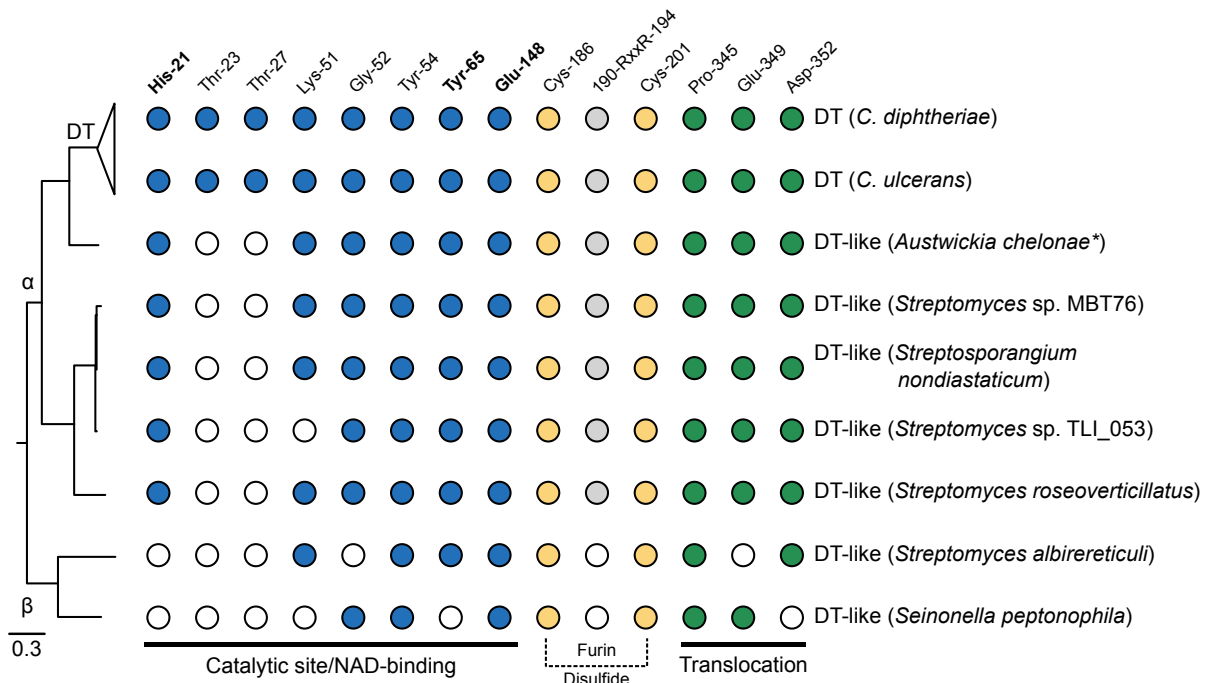 His-21
Thr-23
Thr-27
Lys-51
Gly-52
Tyr-54
Tyr-65
Glu-148
Cys-186
190-RxxR-194
Cys-201
Pro-345
Glu-349
Asp-352
DT
DT (C. diphtheriae)
DT (C. ulcerans)
DT-like (Austwickia chelonae*)
α
DT-like (Streptomyces sp. MBT76)
DT-like (Streptosporangium
nondiastaticum)
DT-like (Streptomyces sp. TLI_053)
DT-like (Streptomyces roseoverticillatus)
DT-like (Streptomyces albireticuli)
β
DT-like (Seinonella peptonophila)
0.3
Catalytic site/NAD-binding
Furin
Disulfide
Translocation